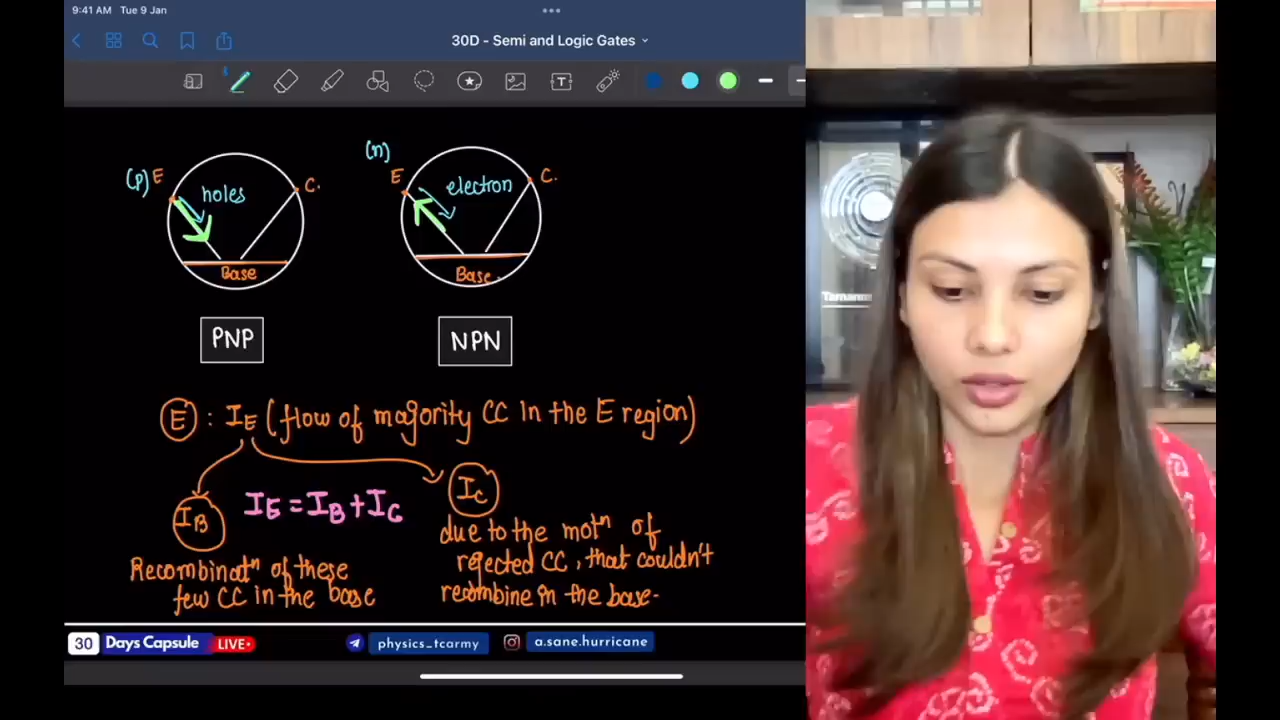 9:41 AM Tue 9 Jan
30D - Semi and Logic Gates
T
(p) E
holes
C.
Base
(n)
E
electron
C.
Base
PNP
NPN
E : IE (flow of majority CC in the E region)
IB
IE = IB + IC
IC
Recombinatn of these
few CC in the base
due to the motn of
rejected CC, that couldn't
recombine in the base.
30 Days Capsule LIVE
physics_tcarmy
a.sane.hurricane